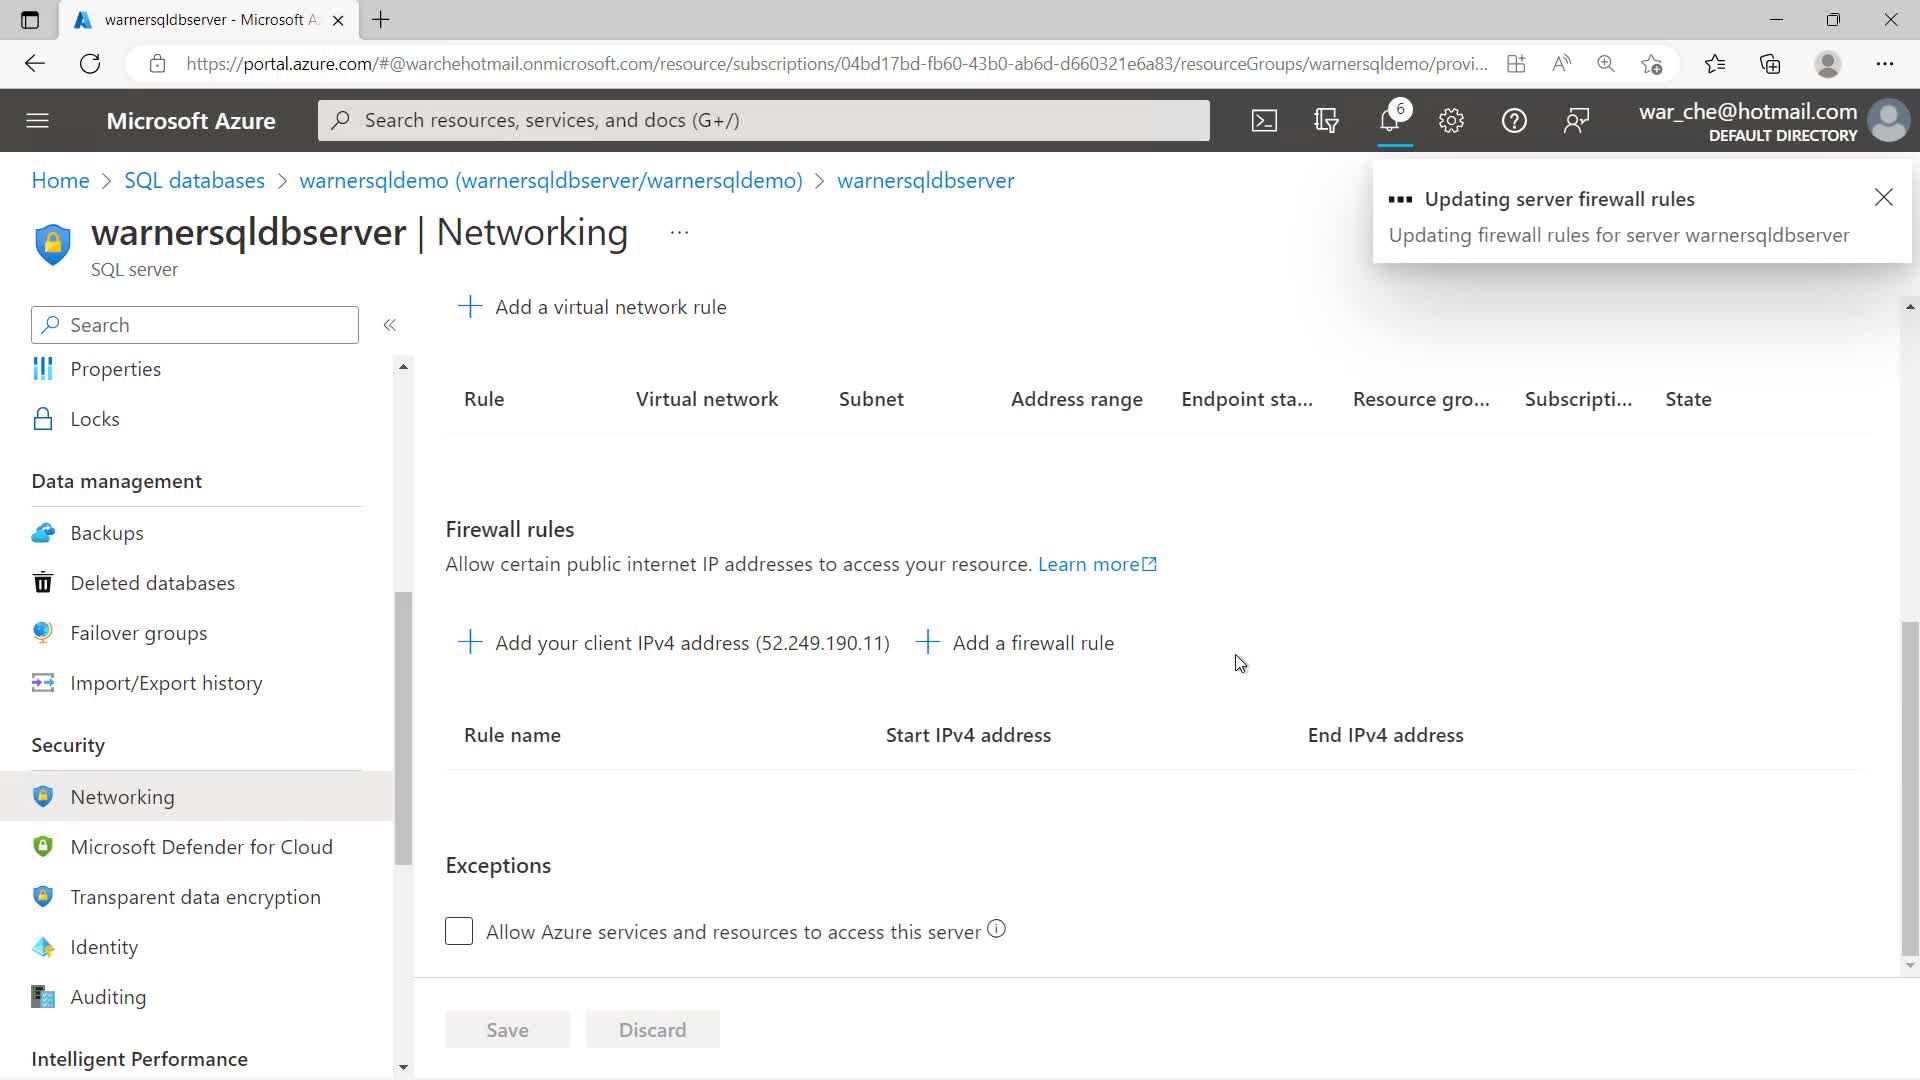 warnersqldbserver - Microsoft A
https://portal.azure.com/#@warchehotmail.onmicrosoft.com/resource/subscriptions/04bd17bd-fb60-43b0-ab6d-d660321e6a83/resourceGroups/warnersqldemo/provi...
Microsoft Azure
Search resources, services, and docs (G+/)
6
war_che@hotmail.com
DEFAULT DIRECTORY
Home > SQL databases > warnersqldemo (warnersqldbserver/warnersqldemo) > warnersqldbserver
Updating server firewall rules
Updating firewall rules for server warnersqldbserver
warnersqldbserver | Networking ...
SQL server
Search
Properties
Locks
Data management
Backups
Deleted databases
Failover groups
Import/Export history
Security
Networking
Microsoft Defender for Cloud
Transparent data encryption
Identity
Auditing
Intelligent Performance
Add a virtual network rule
Rule Virtual network Subnet Address range Endpoint sta... Resource gro... Subscripti... State
Firewall rules
Allow certain public internet IP addresses to access your resource. Learn more
Add your client IPv4 address (52.249.190.11) Add a firewall rule
Rule name Start IPv4 address End IPv4 address
Exceptions
Allow Azure services and resources to access this server
Save Discard